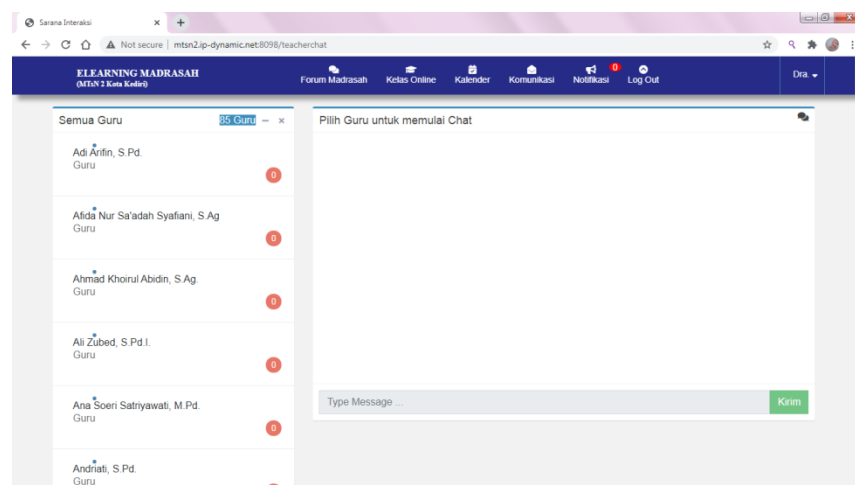 Sarana Interaksi
Not secure | mtsn2.ip-dynamic.net:8098/teacherchat
ELEARNING MADRASAH
(MTsN 2 Kota Kediri)
Forum Madrasah
Kelas Online
Kalender
Komunikasi
0
Notifikasi
Log Out
Dra.
Semua Guru
85 Guru
Adi Arifin, S.Pd.
Guru
0
Afida Nur Sa'adah Syafiani, S.Ag
Guru
0
Ahmad Khoirul Abidin, S.Ag.
Guru
0
Ali Zubed, S.Pd.I.
Guru
0
Ana Soeri Satriyawati, M.Pd.
Guru
0
Andriati, S.Pd.
Guru
Pilih Guru untuk memulai Chat
Type Message ...
Kirim